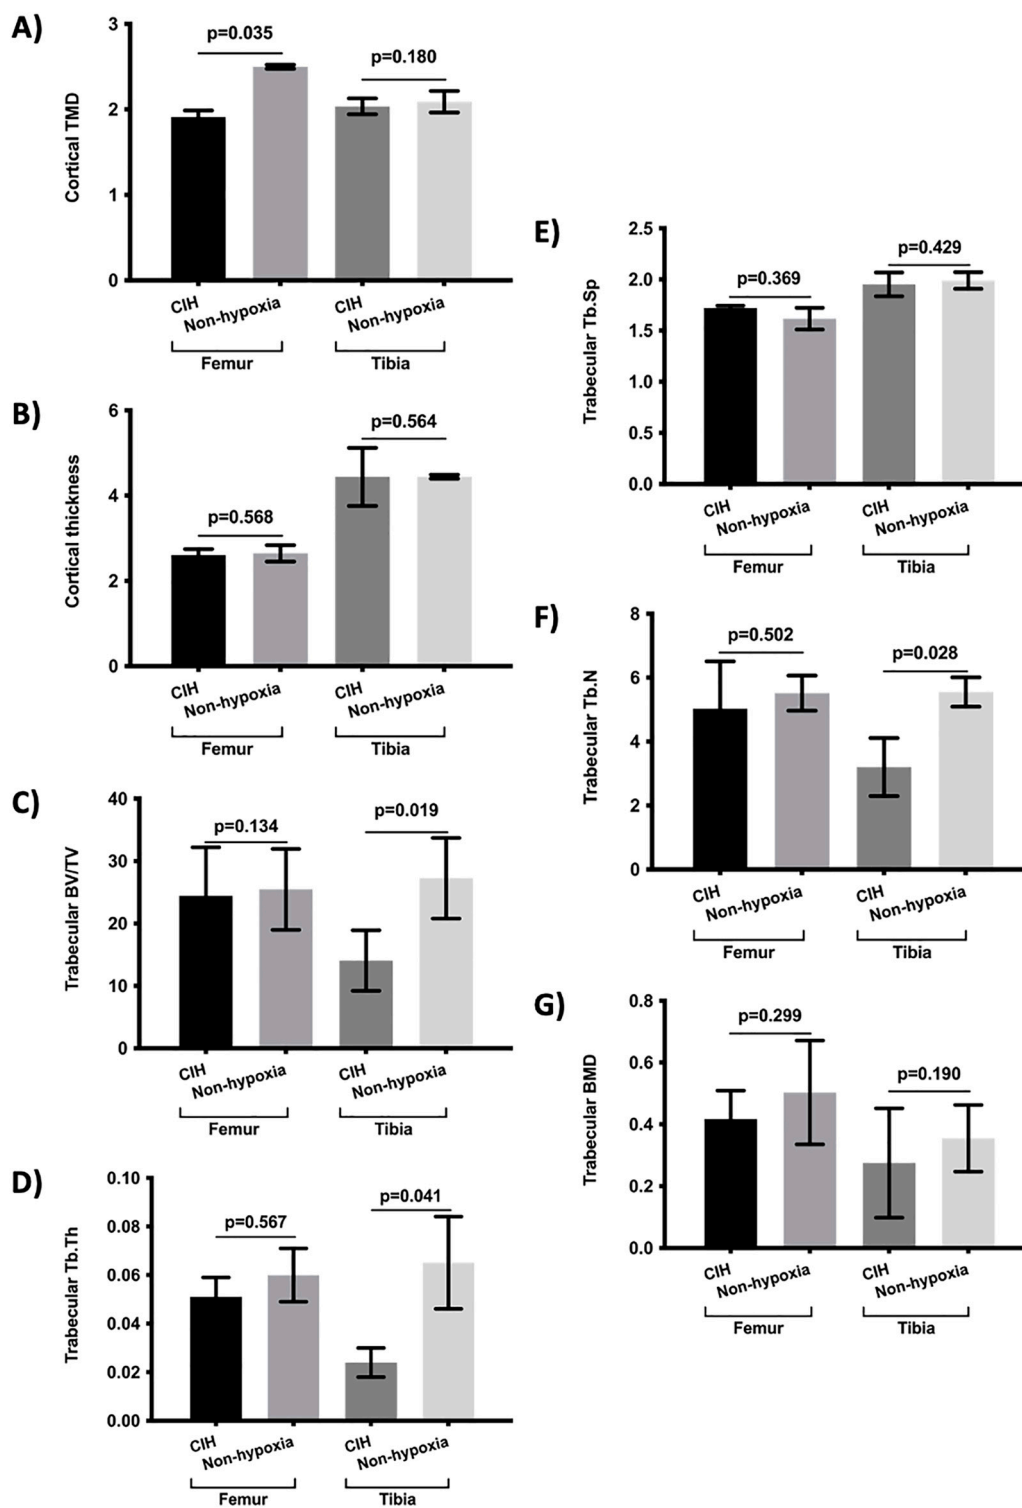 A)
Cortical TMD
3
2
1
0
p=0.035
p=0.180
CIH
Non-hypoxia
CIH
Non-hypoxia
Femur
Tibia
B)
Cortical thickness
6
4
2
0
p=0.568
p=0.564
CIH
Non-hypoxia
CIH
Non-hypoxia
Femur
Tibia
C)
Trabecular BV/TV
40
30
20
10
0
p=0.134
p=0.019
CIH
Non-hypoxia
CIH
Non-hypoxia
Femur
Tibia
D)
Trabecular Tb.Th
0.10
0.08
0.06
0.04
0.02
0.00
p=0.567
p=0.041
CIH
Non-hypoxia
CIH
Non-hypoxia
Femur
Tibia
E)
Trabecular Tb.Sp
2.5
2.0
1.5
1.0
0.5
0.0
p=0.369
p=0.429
CIH
Non-hypoxia
CIH
Non-hypoxia
Femur
Tibia
F)
Trabecular Tb.N
8
6
4
2
0
p=0.502
p=0.028
CIH
Non-hypoxia
CIH
Non-hypoxia
Femur
Tibia
G)
Trabecular BMD
0.8
0.6
0.4
0.2
0.0
p=0.299
p=0.190
CIH
Non-hypoxia
CIH
Non-hypoxia
Femur
Tibia